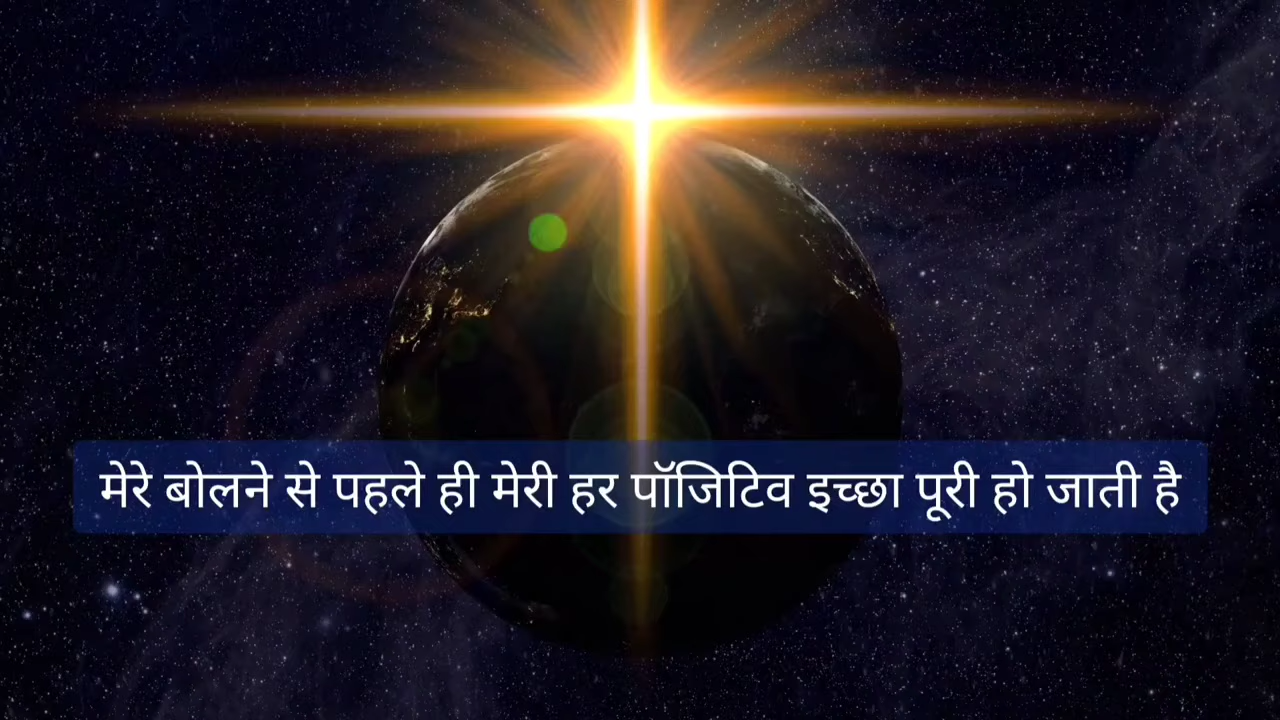 मेरे बोलने से पहले ही मेरी हर पॉजिटिव इच्छा पूरी हो जाती है